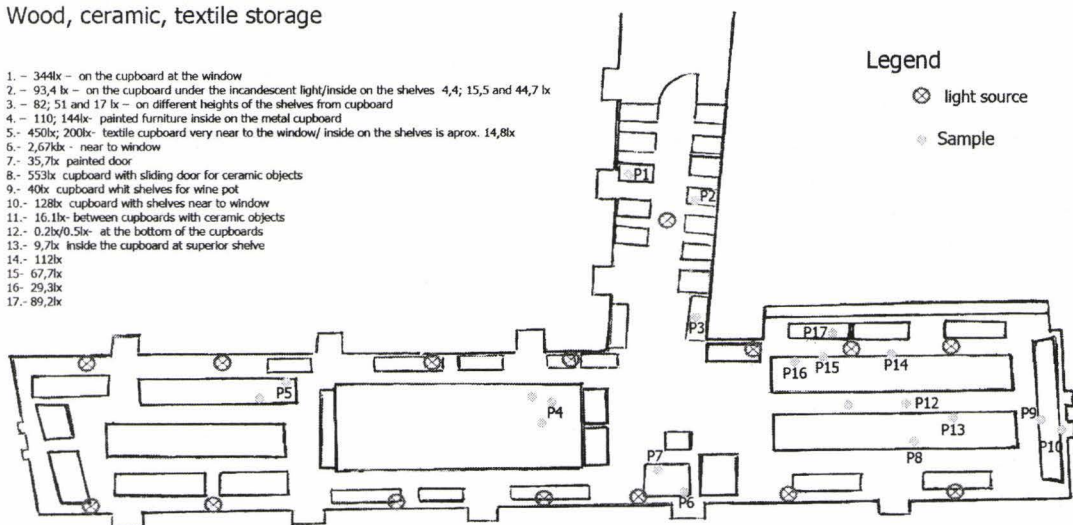 Wood, ceramic, textile storage
1. - 344lx - on the cupboard at the window
2. - 93,4 lx - on the cupboard under the incandescent light/inside on the shelves 4,4; 15,5 and 44,7 lx
3. - 82; 51 and 17 lx - on different heights of the shelves from cupboard
4. - 110; 144lx- painted furniture inside on the metal cupboard
5.- 450lx; 200lx- textile cupboard very near to the window/ inside on the shelves is aprox. 14,8lx
6.- 2,67klx - near to window
7.- 35,7lx painted door
8.- 553lx cupboard with sliding door for ceramic objects
9.- 40lx cupboard whit shelves for wine pot
10.- 128lx cupboard with shelves near to window
11.- 16.1lx- between cupboards with ceramic objects
12.- 0.2lx/0.5lx- at the bottom of the cupboards
13.- 9,7lx inside the cupboard at superior shelve
14.- 112lx
15- 67,7lx
16- 29,3lx
17.- 89,2lx
Legend
light source
Sample
P1
P2
P3
P17
P16
P15
P14
P5
P4
P12
P9
P13
P10
P8
P7
P6